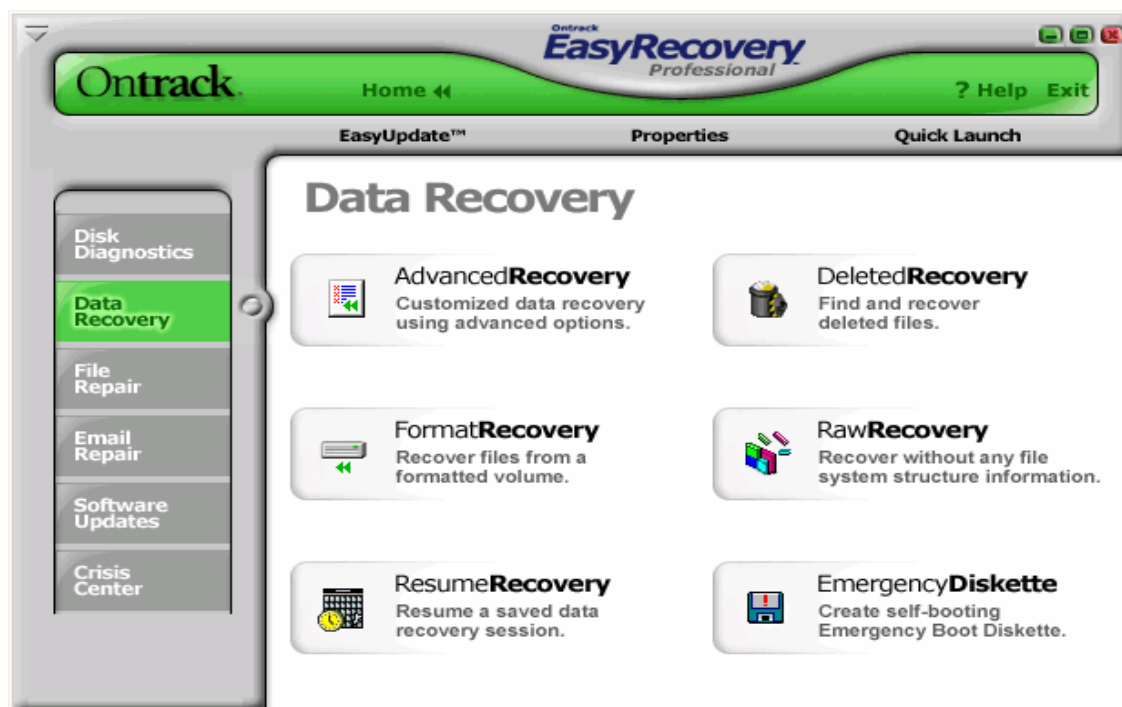 Ontrack
EasyRecovery
Professional
Ontrack.
Home
? Help Exit
EasyUpdate™ Properties Quick Launch
Disk
Diagnostics
Data
Recovery
File
Repair
Email
Repair
Software
Updates
Crisis
Center
Data Recovery
AdvancedRecovery
Customized data recovery
using advanced options.
DeletedRecovery
Find and recover
deleted files.
FormatRecovery
Recover files from a
formatted volume.
RawRecovery
Recover without any file
system structure information.
ResumeRecovery
Resume a saved data
recovery session.
EmergencyDiskette
Create self-booting
Emergency Boot Diskette.